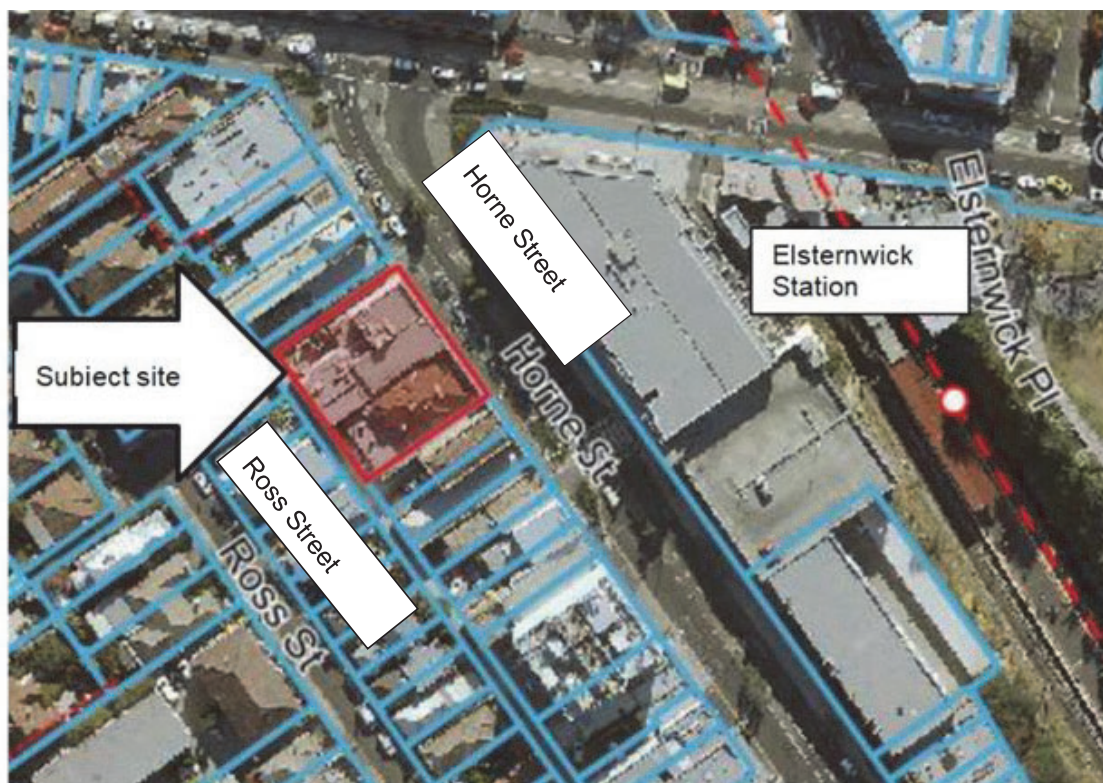 Horne Street
Elsternwick
Station
Elsternwick Pl
Subiect site
Horne St
Ross Street
Ross St